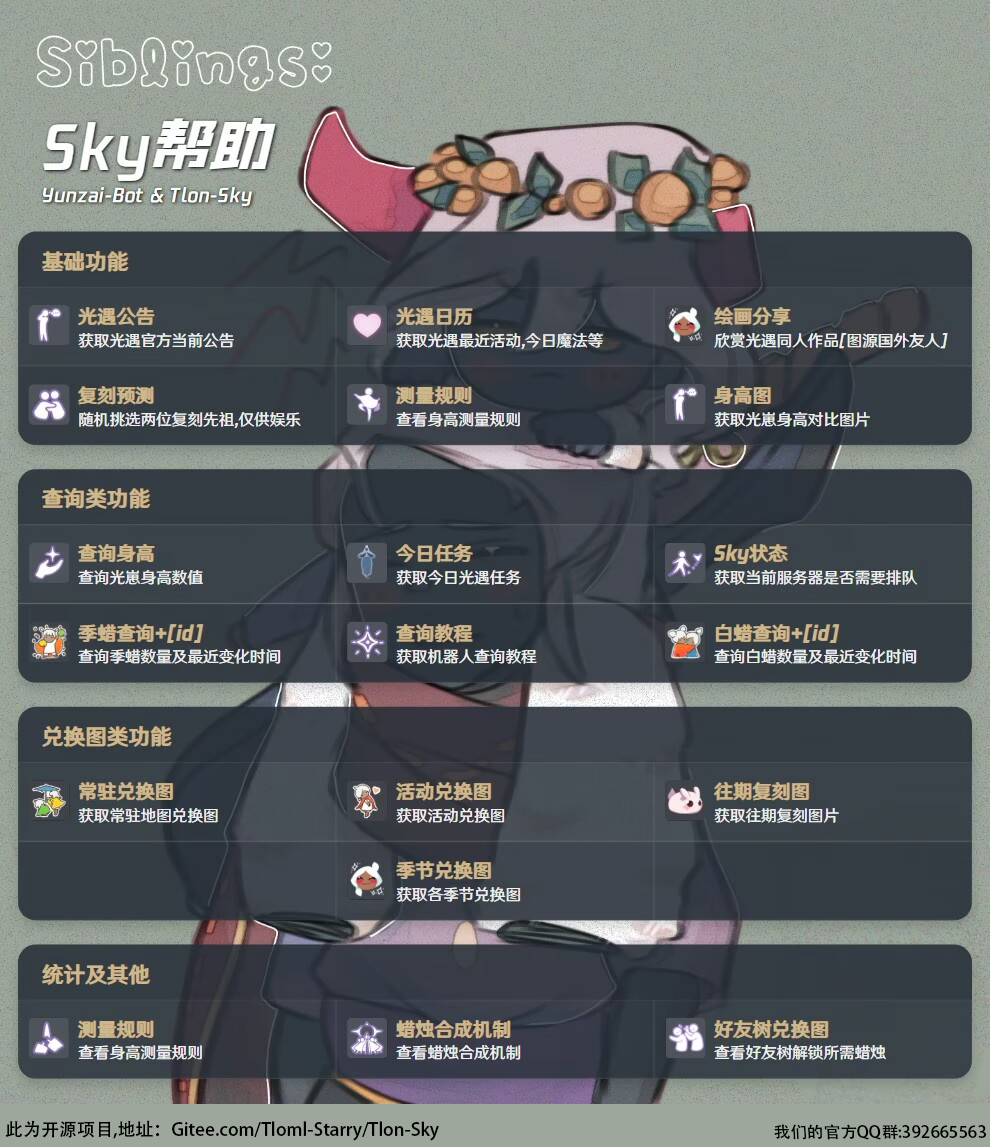 Siblings
Sky帮助
Yunzai-Bot & Tlon-Sky
基础功能
光遇公告
获取光遇官方当前公告
光遇日历
获取光遇最近活动,今日魔法等
绘画分享
欣赏光遇同人作品[图源国外友人]
复刻预测
随机挑选两位复刻先祖,仅供娱乐
测量规则
查看身高测量规则
身高图
获取光崽身高对比图片
查询类功能
查询身高
查询光崽身高数值
今日任务
获取今日光遇任务
Sky状态
获取当前服务器是否需要排队
季蜡查询+[id]
查询季蜡数量及最近变化时间
查询教程
获取机器人查询教程
白蜡查询+[id]
查询白蜡数量及最近变化时间
兑换图类功能
常驻兑换图
获取常驻地图兑换图
活动兑换图
获取活动兑换图
往期复刻图
获取往期复刻图片
季节兑换图
获取各季节兑换图
统计及其他
测量规则
查看身高测量规则
蜡烛合成机制
查看蜡烛合成机制
好友树兑换图
查看好友树解锁所需蜡烛
此为开源项目,地址：Gitee.com/Tloml-Starry/Tlon-Sky
我们的官方QQ群:392665563